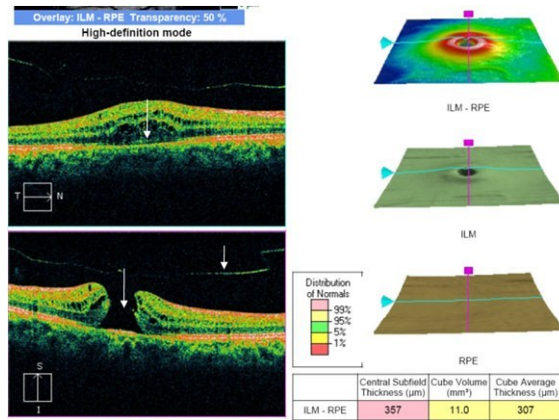 Overlay: ILM - RPE Transparency: 50 %
High-definition mode
T N
S
I
ILM - RPE
ILM
RPE
Distribution
of Normals
99%
95%
5%
1%
Central Subfield
Thickness (μm)
Cube Volume
(mm³)
Cube Average
Thickness (μm)
ILM - RPE 357 11.0 307